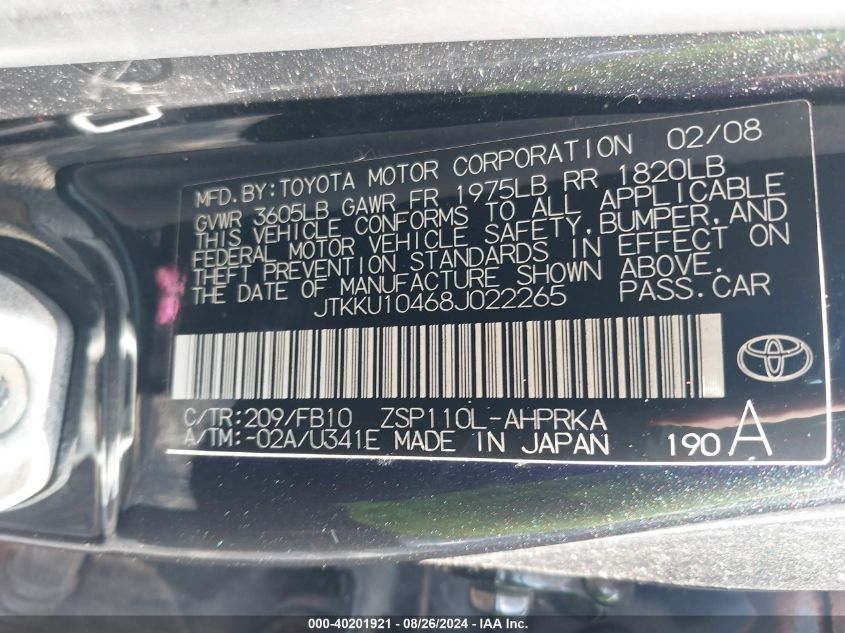 MFD.BY:TOYOTA MOTOR CORPORATION 02/08
GVWR 3605LB GAWR FR 1975LB RR 1820LB
THIS VEHICLE CONFORMS TO ALL APPLICABLE
FEDERAL MOTOR VEHICLE SAFETY,BUMPER,AND
THEFT PREVENTION STANDARDS IN EFFECT ON
THE DATE OF MANUFACTURE SHOWN ABOVE.
JTKKU10468J022265 PASS.CAR
C/TR:209/FB10 ZSP110L-AHPRKA
A/TM:-02A/U341E MADE IN JAPAN 190 A
000-40201921 - 08/26/2024 - IAA Inc.